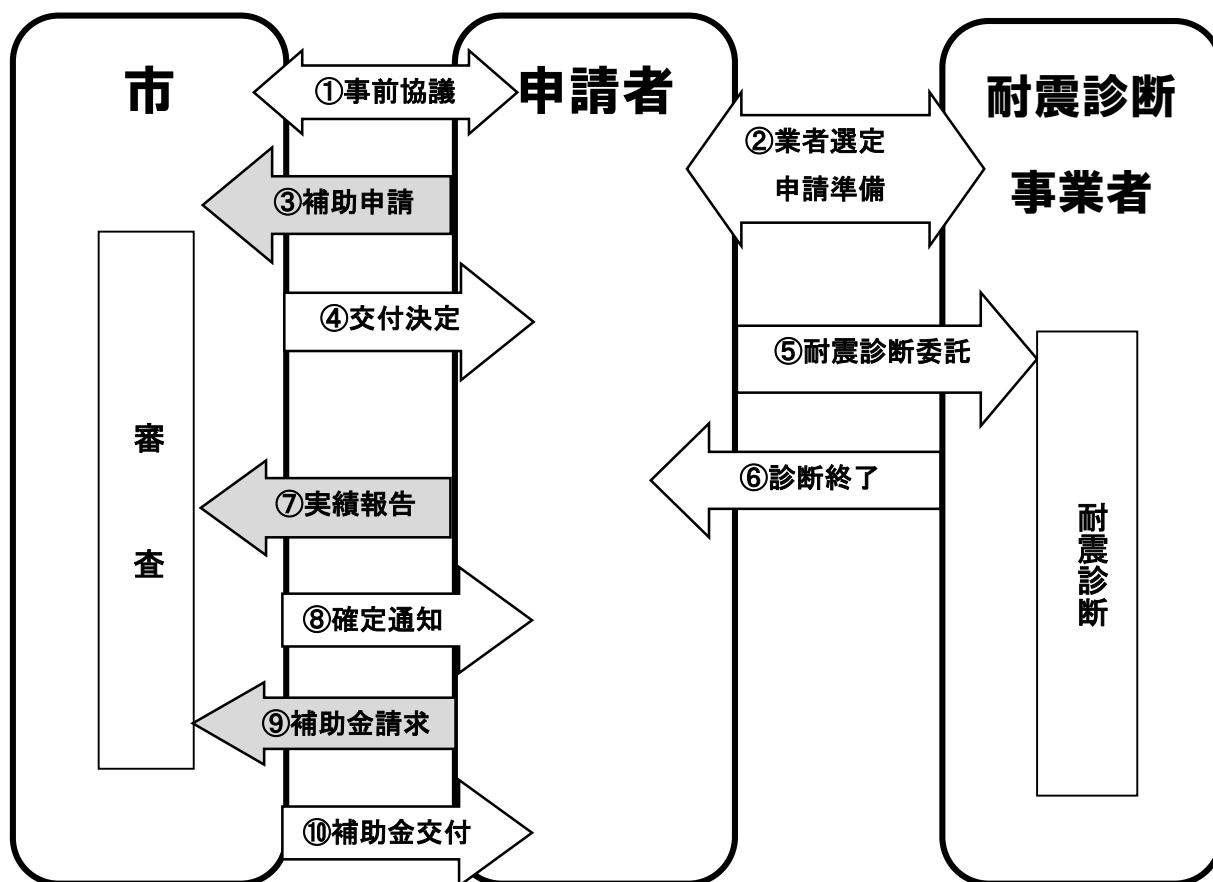 市
申請者
耐震診断
事業者
①事前協議
②業者選定
申請準備
③補助申請
④交付決定
⑤耐震診断委託
⑥診断終了
⑦実績報告
⑧確定通知
⑨補助金請求
⑩補助金交付
審査
耐震診断